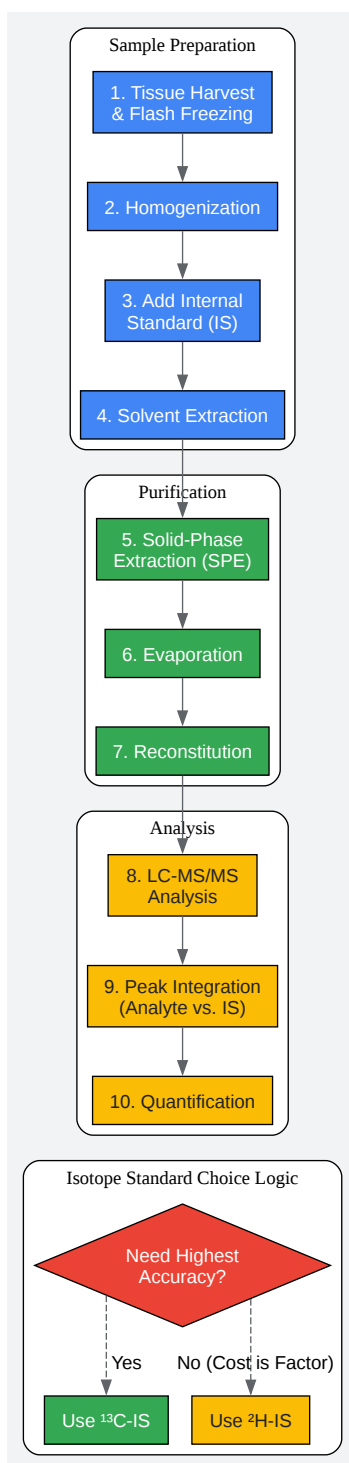 Sample Preparation
1. Tissue Harvest
& Flash Freezing
2. Homogenization
3. Add Internal
Standard (IS)
4. Solvent Extraction
Purification
5. Solid-Phase
Extraction (SPE)
6. Evaporation
7. Reconstitution
Analysis
8. LC-MS/MS
Analysis
9. Peak Integration
(Analyte vs. IS)
10. Quantification
Isotope Standard Choice Logic
Need Highest
Accuracy?
Yes
No (Cost is Factor)
Use ¹³C-IS
Use ²H-IS